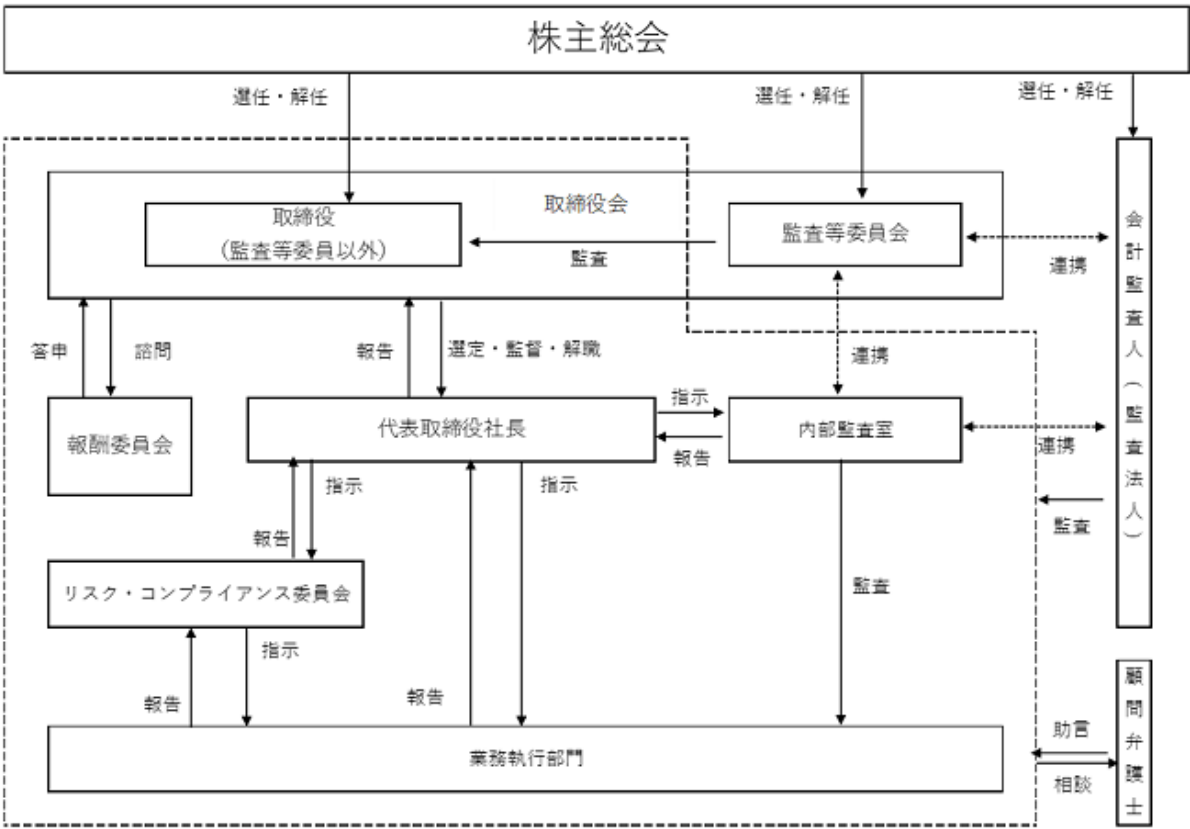 株主総会
選任・解任
選任・解任
選任・解任
取締役会
取締役
（監査等委員以外）
監査
監査等委員会
連携
会計監査人（監査法人）
答申
諮問
報告
選定・監督・解職
連携
報酬委員会
代表取締役社長
指示
報告
内部監査室
連携
監査
指示
報告
指示
リスク・コンプライアンス委員会
監査
指示
報告
報告
業務執行部門
助言
相談
顧問弁護士